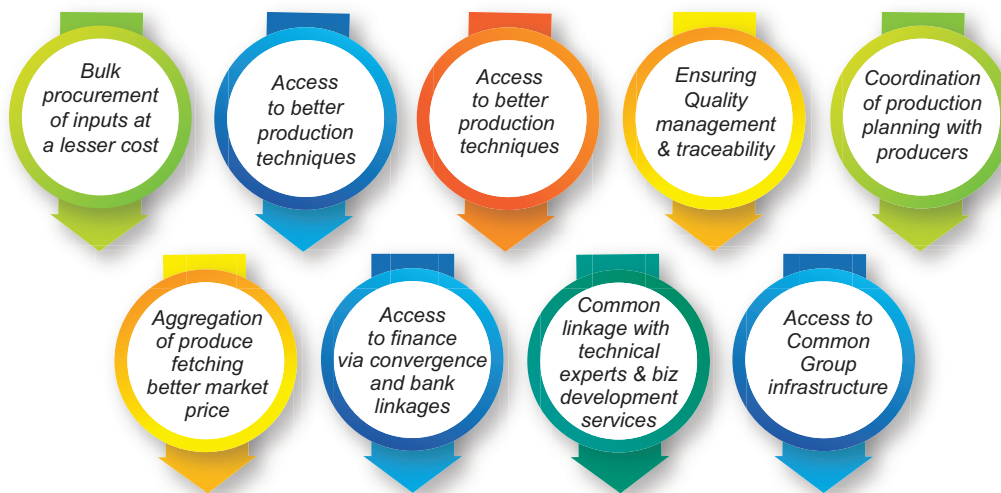 Bulk
procurement
of inputs at
a lesser cost
Access
to better
production
techniques
Access
to better
production
techniques
Ensuring
Quality
management
& traceability
Coordination
of production
planning with
producers
Aggregation
of produce
fetching
better market
price
Access
to finance
via convergence
and bank
linkages
Common
linkage with
technical
experts & biz
development
services
Access to
Common
Group
infrastructure